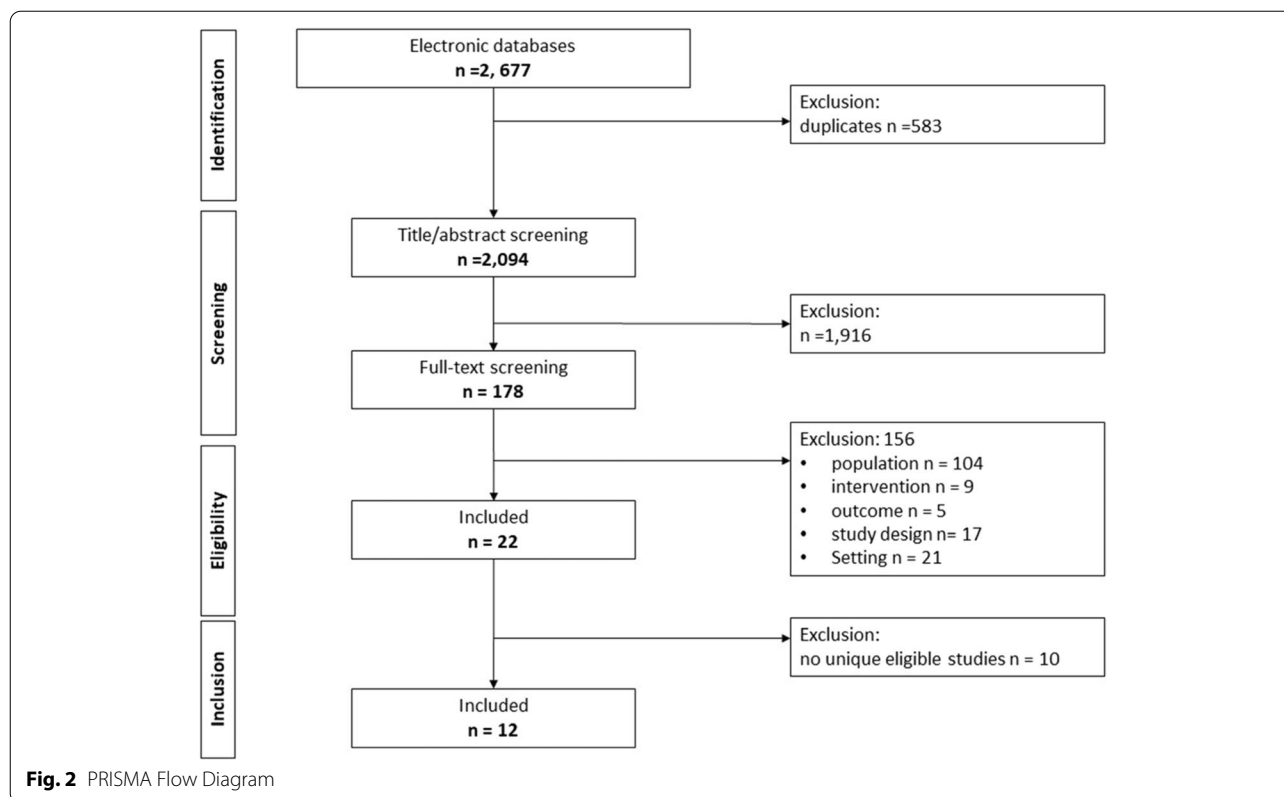 Identification
Electronic databases
n =2, 677
Exclusion:
duplicates n =583
Screening
Title/abstract screening
n =2,094
Exclusion:
n =1,916
Full-text screening
n = 178
Eligibility
Exclusion: 156
• population n = 104
• intervention n = 9
• outcome n = 5
• study design n= 17
• Setting n = 21
Included
n = 22
Inclusion
Exclusion:
no unique eligible studies n = 10
Included
n = 12
Fig. 2 PRISMA Flow Diagram